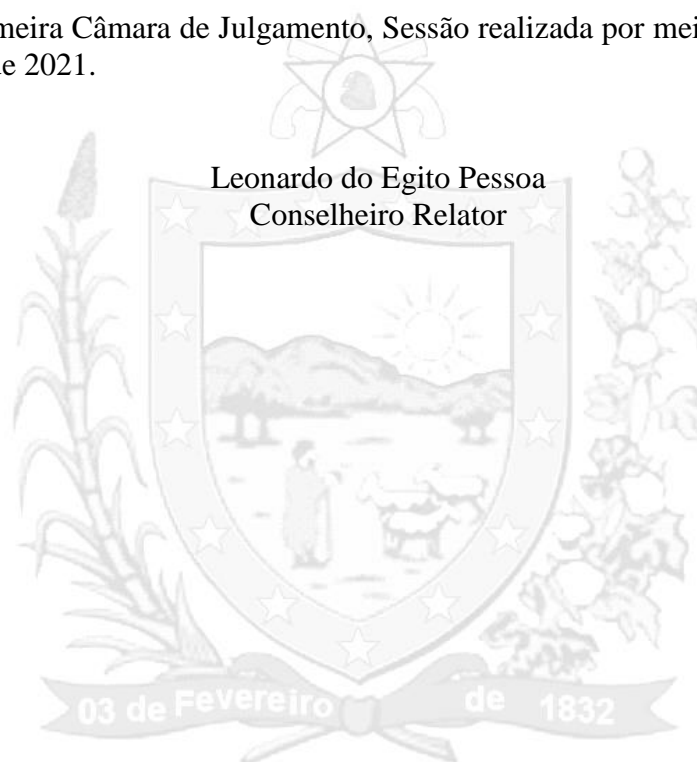 meira Câmara de Julgamento, Sessão realizada por mei
e 2021.
Leonardo do Egito Pessoa
Conselheiro Relator
03 de Fevereiro de 1832